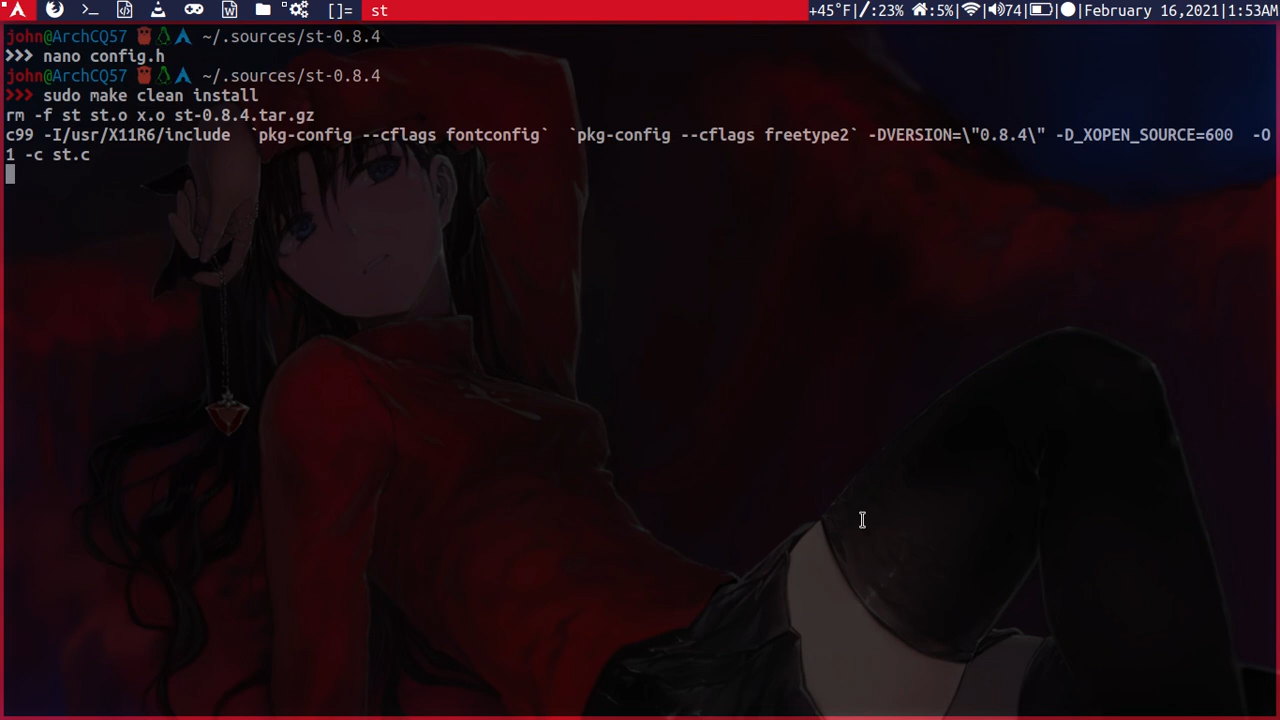 []= st +45°F|/:23% :5%| | 74| | |February 16,2021|1:53AM
john@ArchCQ57 ~/.sources/st-0.8.4
>>> nano config.h
john@ArchCQ57 ~/.sources/st-0.8.4
>>> sudo make clean install
rm -f st st.o x.o st-0.8.4.tar.gz
c99 -I/usr/X11R6/include  `pkg-config --cflags fontconfig`  `pkg-config --cflags freetype2` -DVERSION=\"0.8.4\" -D_XOPEN_SOURCE=600  -O
1 -c st.c